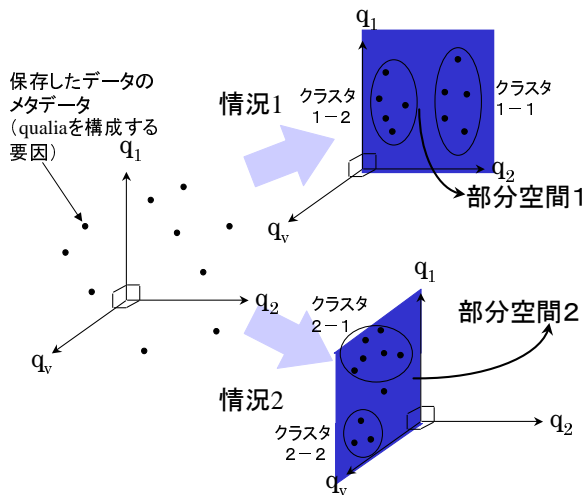 保存したデータの
メタデータ
(qualiaを構成する
要因)
q1
q2
qv
情況1
クラスタ
1-2
q1
クラスタ
1-1
q2
部分空間1
qv
情況2
クラスタ
2-1
q1
部分空間2
q2
クラスタ
2-2
qv